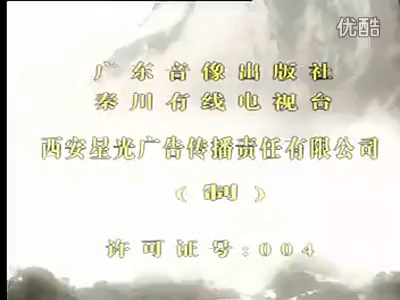 优酷
广东音像出版社
秦川有线电视台
西安星光广告传播责任有限公司
（制）
许可证号:004